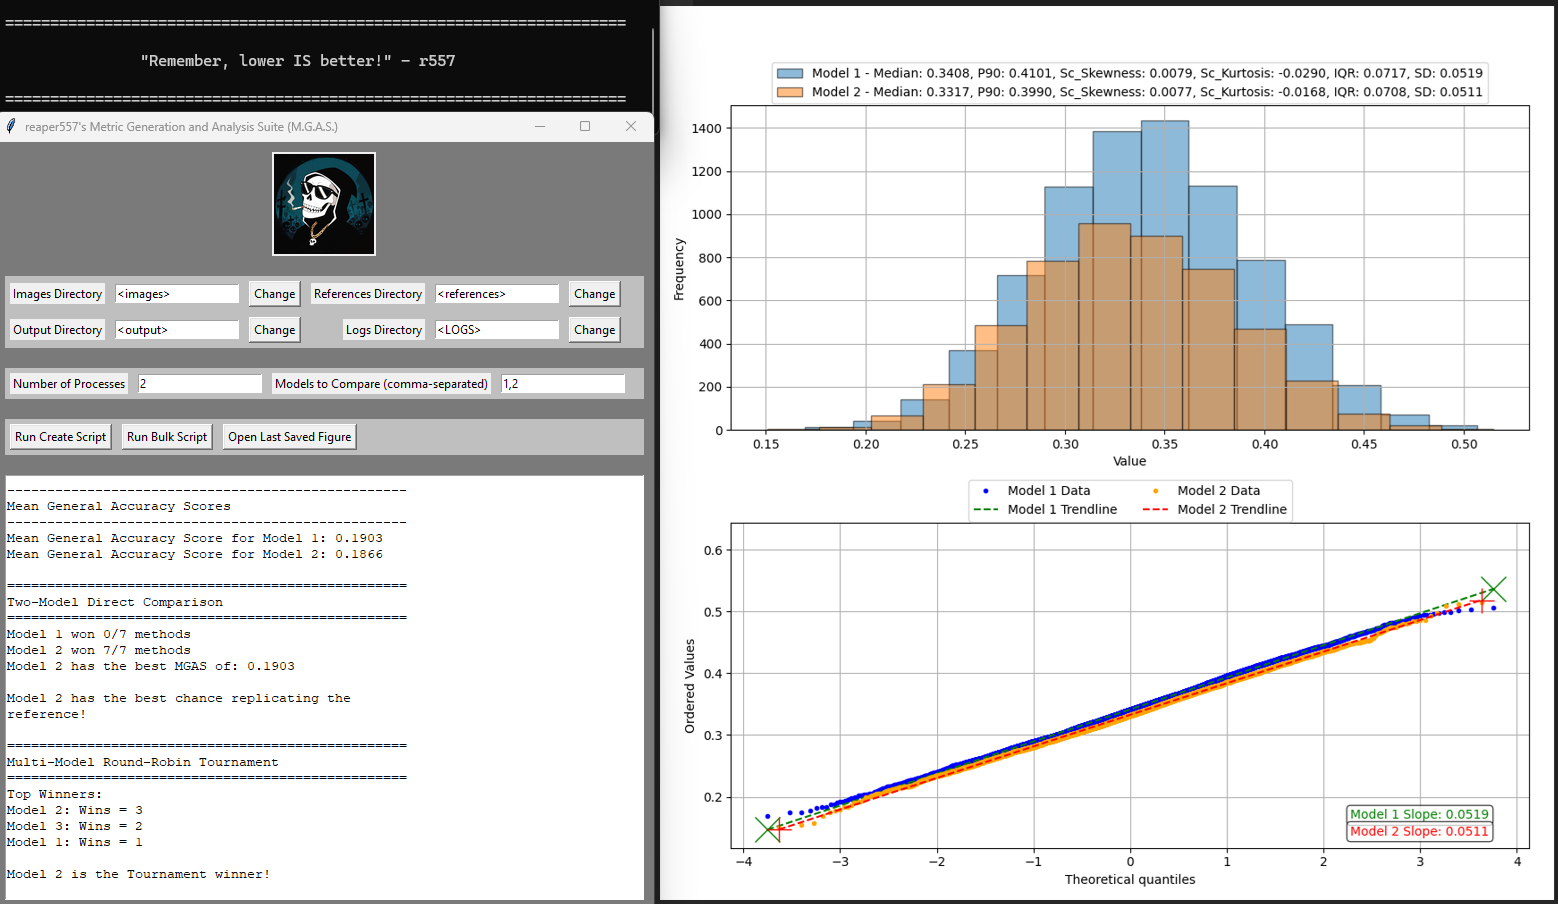 ======================================================================
"Remember, lower IS better!" - r557
======================================================================
reaper557's Metric Generation and Analysis Suite (M.G.A.S.)
Images Directory <images> Change References Directory <references> Change
Output Directory <output> Change Logs Directory <LOGS> Change
Number of Processes 2 Models to Compare (comma-separated) 1,2
Run Create Script Run Bulk Script Open Last Saved Figure
--------------------------------------------------
Mean General Accuracy Scores
--------------------------------------------------
Mean General Accuracy Score for Model 1: 0.1903
Mean General Accuracy Score for Model 2: 0.1866
==================================================
Two-Model Direct Comparison
==================================================
Model 1 won 0/7 methods
Model 2 won 7/7 methods
Model 2 has the best MGAS of: 0.1903
Model 2 has the best chance replicating the
reference!
==================================================
Multi-Model Round-Robin Tournament
==================================================
Top Winners:
Model 2: Wins = 3
Model 3: Wins = 2
Model 1: Wins = 1
Model 2 is the Tournament winner!
Model 1 - Median: 0.3408, P90: 0.4101, Sc_Skewness: 0.0079, Sc_Kurtosis: -0.0290, IQR: 0.0717, SD: 0.0519
Model 2 - Median: 0.3317, P90: 0.3990, Sc_Skewness: 0.0077, Sc_Kurtosis: -0.0168, IQR: 0.0708, SD: 0.0511
1400
1200
1000
800
600
400
200
0
Frequency
0.15 0.20 0.25 0.30 0.35 0.40 0.45 0.50
Value
Model 1 Data Model 2 Data
Model 1 Trendline Model 2 Trendline
0.6
0.5
0.4
0.3
0.2
Ordered Values
Model 1 Slope: 0.0519
Model 2 Slope: 0.0511
−4 −3 −2 −1 0 1 2 3 4
Theoretical quantiles